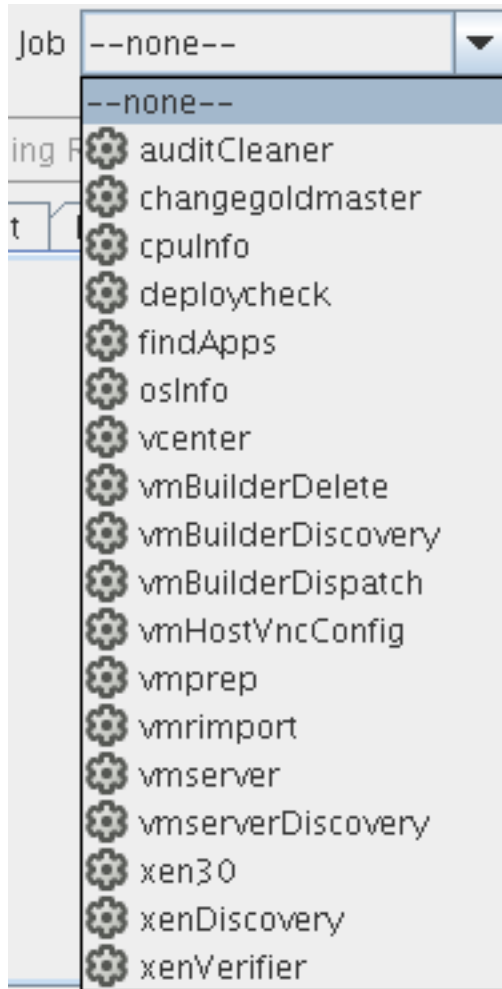 Job --none--
--none--
auditCleaner
changegoldmaster
cpuInfo
deploycheck
findApps
osInfo
vcenter
vmBuilderDelete
vmBuilderDiscovery
vmBuilderDispatch
vmHostVncConfig
vmprep
vmrimport
vmserver
vmserverDiscovery
xen30
xenDiscovery
xenVerifier